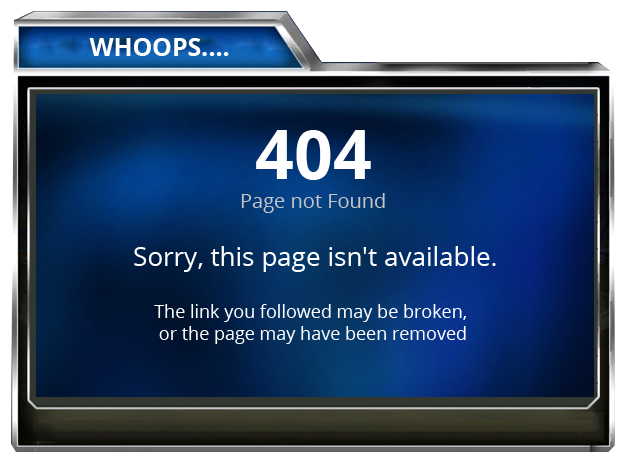 WHOOPS....
404
Page not Found
Sorry, this page isn't available.
The link you followed may be broken,
or the page may have been removed